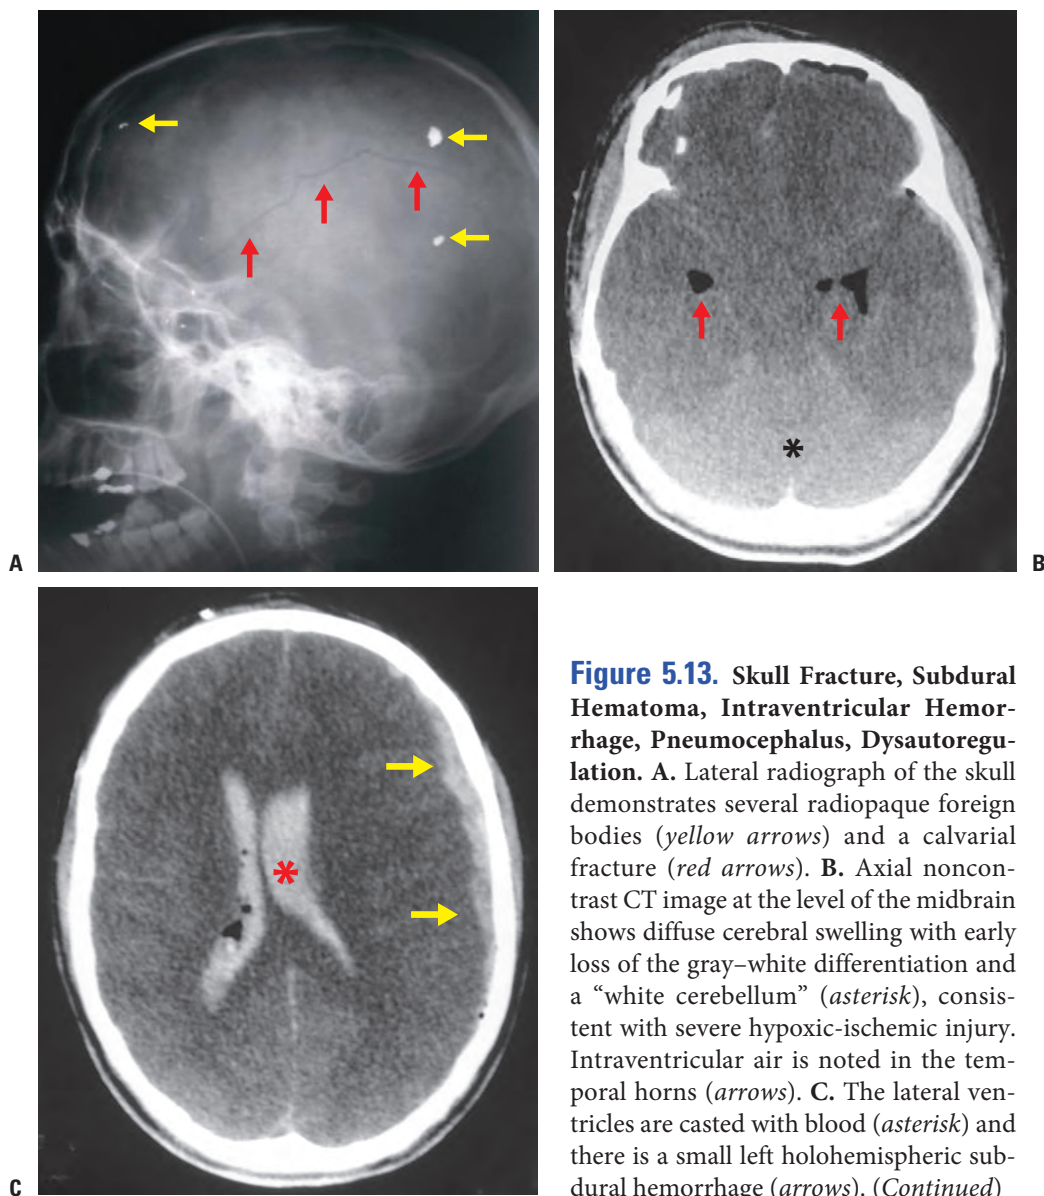 A
B
C
Figure 5.13. Skull Fracture, Subdural
Hematoma, Intraventricular Hemor-
rhage, Pneumocephalus, Dysautoregu-
lation. A. Lateral radiograph of the skull
demonstrates several radiopaque foreign
bodies (yellow arrows) and a calvarial
fracture (red arrows). B. Axial noncon-
trast CT image at the level of the midbrain
shows diffuse cerebral swelling with early
loss of the gray–white differentiation and
a “white cerebellum” (asterisk), consis-
tent with severe hypoxic-ischemic injury.
Intraventricular air is noted in the tem-
poral horns (arrows). C. The lateral ven-
tricles are casted with blood (asterisk) and
there is a small left holohemispheric sub-
dural hemorrhage (arrows). (Continued)